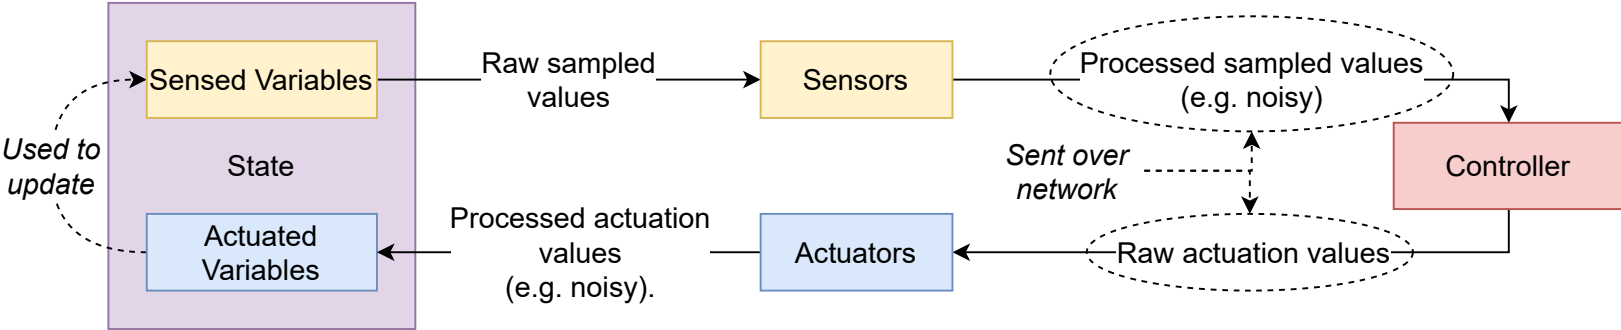 Sensed Variables
Raw sampled
values
Sensors
Processed sampled values
(e.g. noisy)
Used to
update
State
Sent over
network
Controller
Actuated
Variables
Processed actuation
values
(e.g. noisy).
Actuators
Raw actuation values